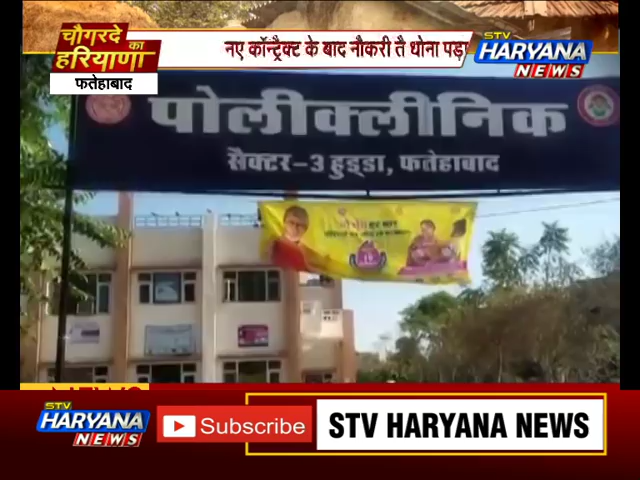 चौगरदे
का
हरियाणा
फतेहाबाद
नए कॉन्ट्रैक्ट के बाद नौकरी तै धोना पड़ा
STV
HARYANA
NEWS
पोलीक्लीनिक
सैक्टर-3 हुड्डा, फतेहाबाद
STV
HARYANA
NEWS
Subscribe
STV HARYANA NEWS